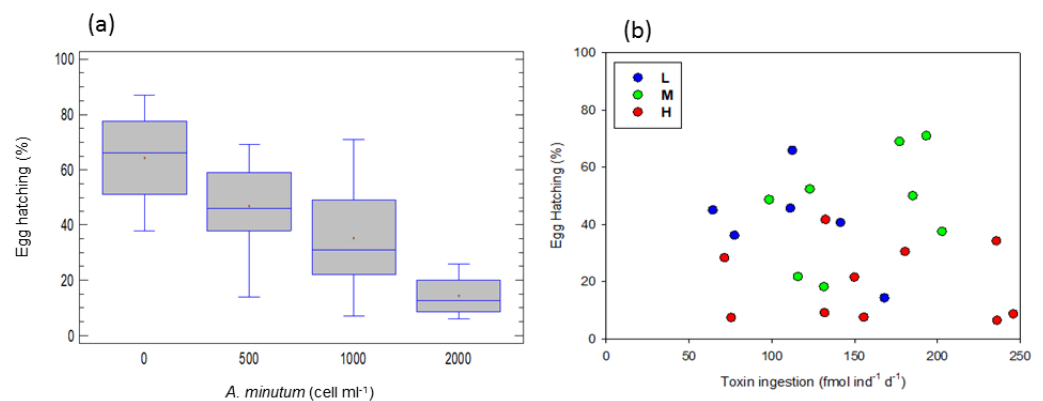 (a)
100
80
60
40
20
0
Egg hatching (%)
0 500 1000 2000
A. minutum (cell ml⁻¹)
(b)
100
80
60
40
20
0
Egg Hatching (%)
L
M
H
0 50 100 150 200 250
Toxin ingestion (fmol ind⁻¹ d⁻¹)